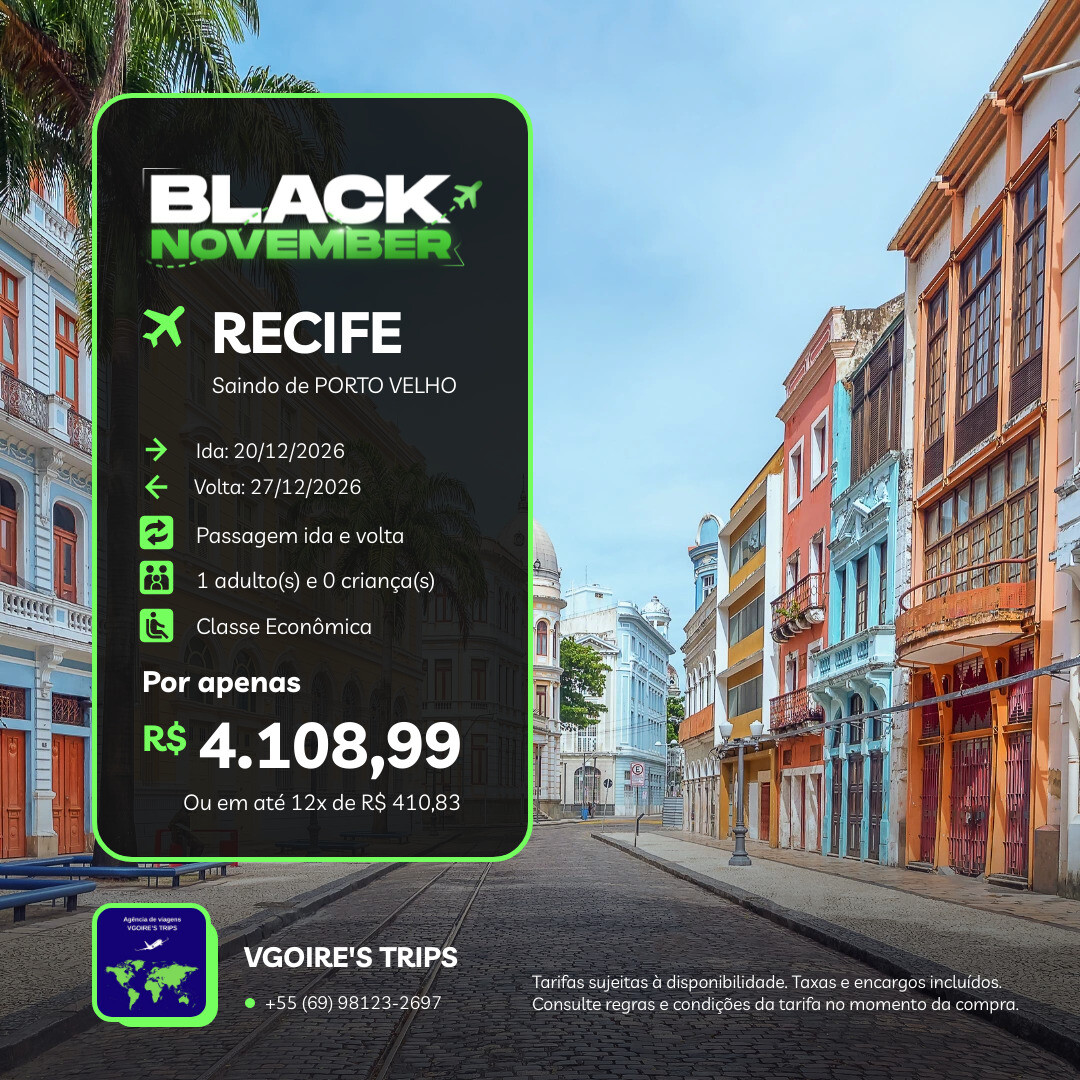 BLACK
NOVEMBER
RECIFE
Saindo de PORTO VELHO
Ida: 20/12/2026
Volta: 27/12/2026
Passagem ida e volta
1 adulto(s) e 0 criança(s)
Classe Econômica
Por apenas
R$ 4.108,99
Ou em até 12x de R$ 410,83
E
Agência de viagens
VGOIRE'S TRIPS
VGOIRE'S TRIPS
+55 (69) 98123-2697
Tarifas sujeitas à disponibilidade. Taxas e encargos incluídos.
Consulte regras e condições da tarifa no momento da compra.